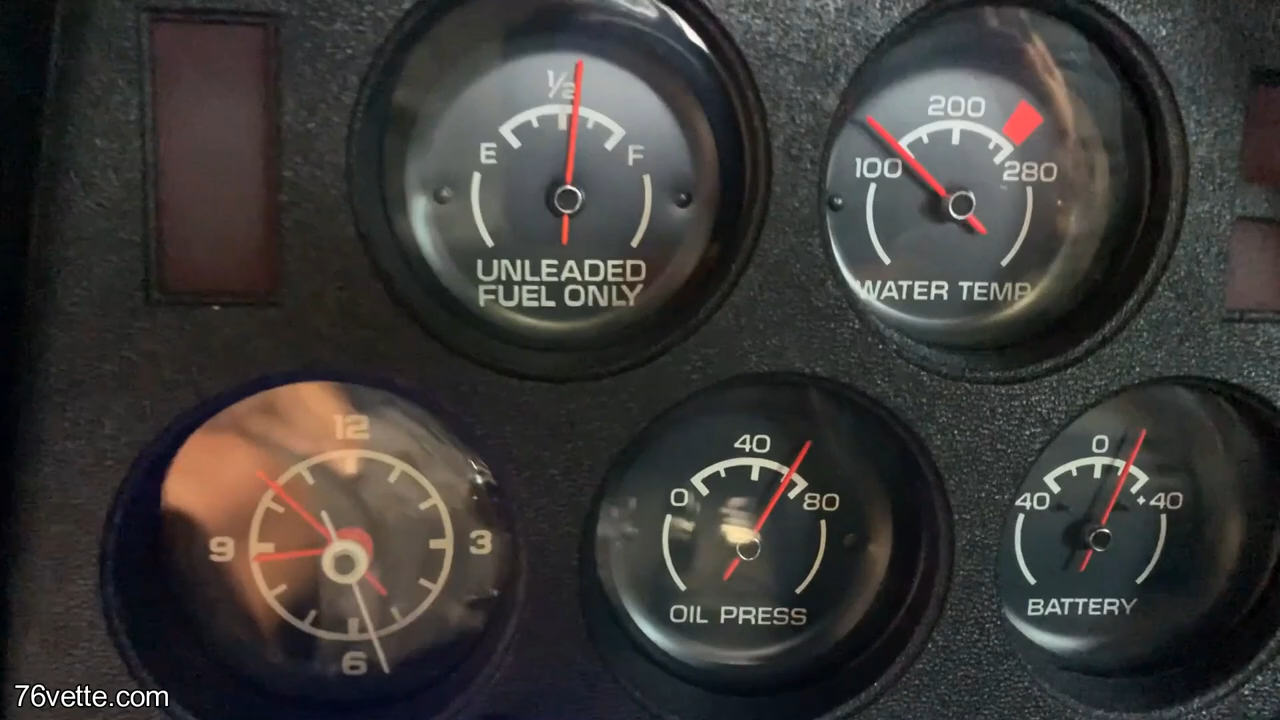 ½
E F
UNLEADED
FUEL ONLY
200
100 280
WATER TEMP
12
9 3
6
40
0 80
OIL PRESS
0
40 +40
BATTERY
76vette.com